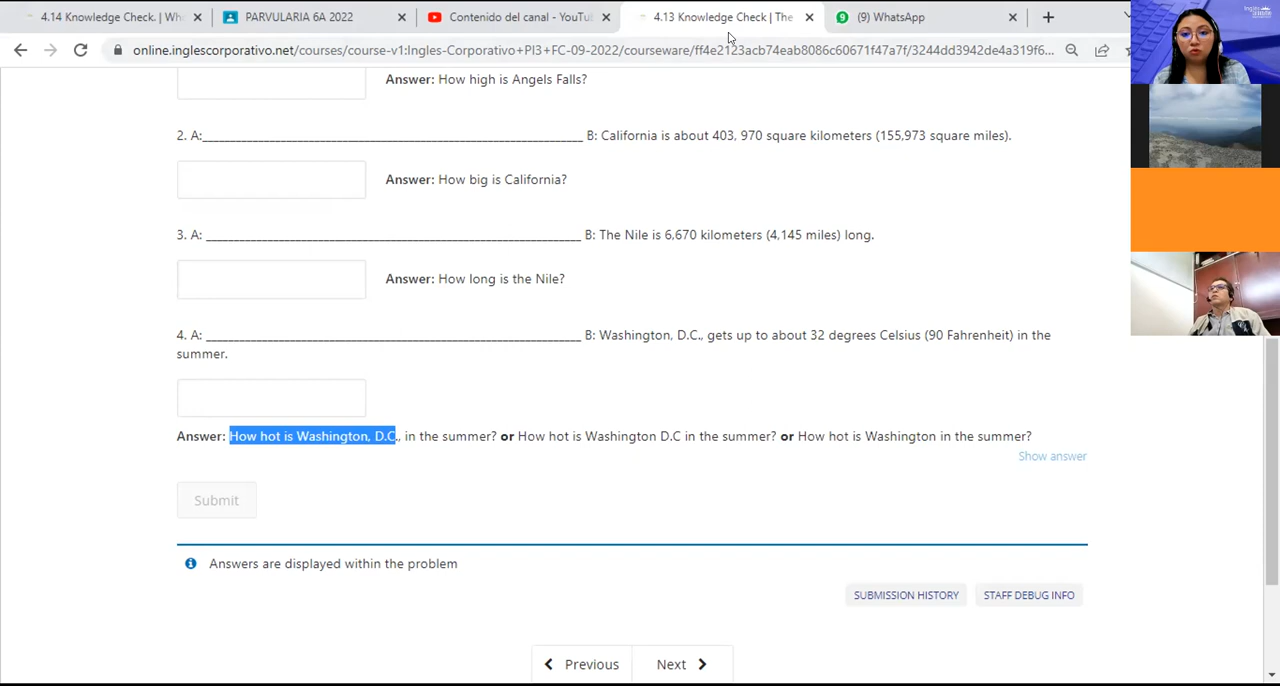 4.14 Knowledge Check. | Wh
PARVULARIA 6A 2022
Contenido del canal - YouTu
4.13 Knowledge Check | The
(9) WhatsApp
online.inglescorporativo.net/courses/course-v1:Ingles-Corporativo+PI3+FC-09-2022/courseware/ff4e2123acb74eab8086c60671f47a7f/3244dd3942de4a319f6...
Answer: How high is Angels Falls?
2. A:______________________________________________________ B: California is about 403, 970 square kilometers (155,973 square miles).
Answer: How big is California?
3. A: ______________________________________________________ B: The Nile is 6,670 kilometers (4,145 miles) long.
Answer: How long is the Nile?
4. A: ______________________________________________________ B: Washington, D.C., gets up to about 32 degrees Celsius (90 Fahrenheit) in the
summer.
Answer: How hot is Washington, D.C., in the summer? or How hot is Washington D.C in the summer? or How hot is Washington in the summer?
Show answer
Submit
Answers are displayed within the problem
SUBMISSION HISTORY
STAFF DEBUG INFO
Previous
Next